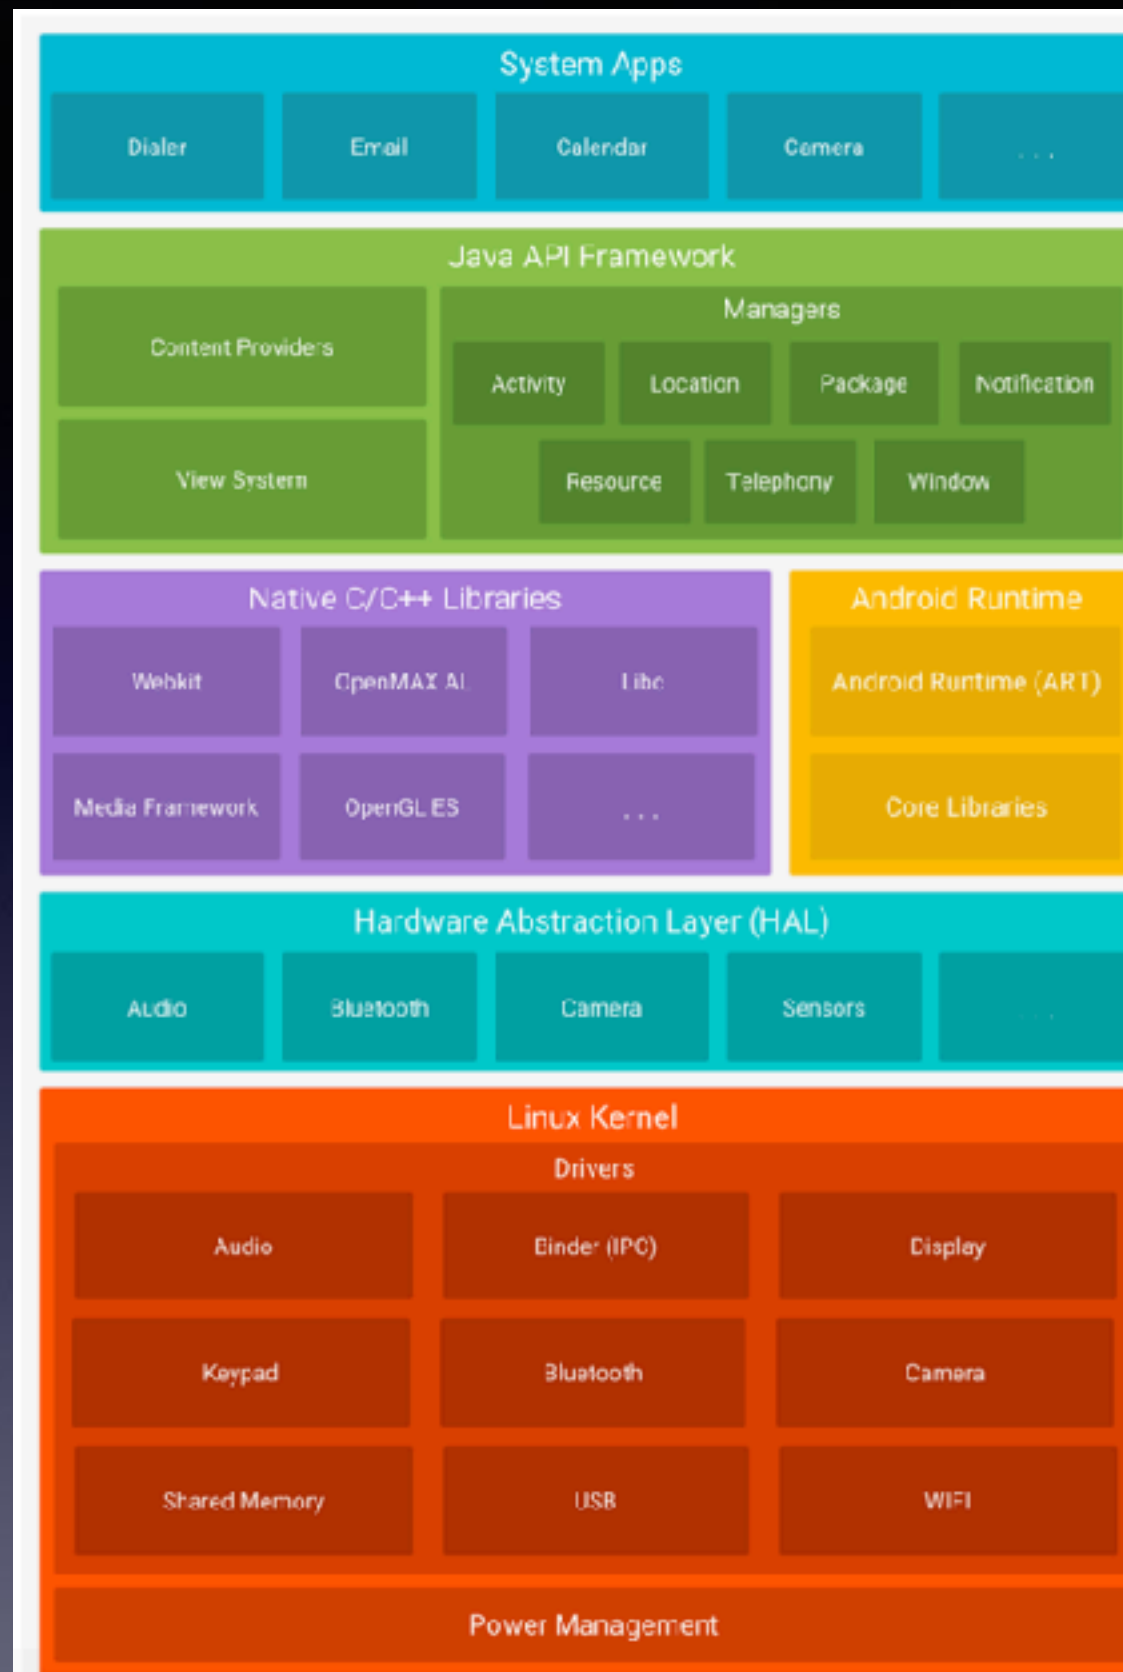 System Apps
Dialer Email Calendar Camera ...
Java API Framework
Content Providers
View System
Managers
Activity Location Package Notification
Resource Telephony Window
Native C/C++ Libraries
Webkit OpenMAX AL Libc
Media Framework OpenGL ES ...
Android Runtime
Android Runtime (ART)
Core Libraries
Hardware Abstraction Layer (HAL)
Audio Bluetooth Camera Sensors ...
Linux Kernel
Drivers
Audio Binder (IPC) Display
Keypad Bluetooth Camera
Shared Memory USB WIFI
Power Management